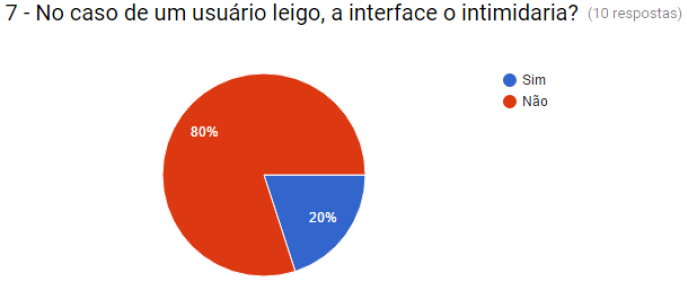 7 - No caso de um usuário leigo, a interface o intimidaria? (10 respostas)
Sim
Não
80%
20%